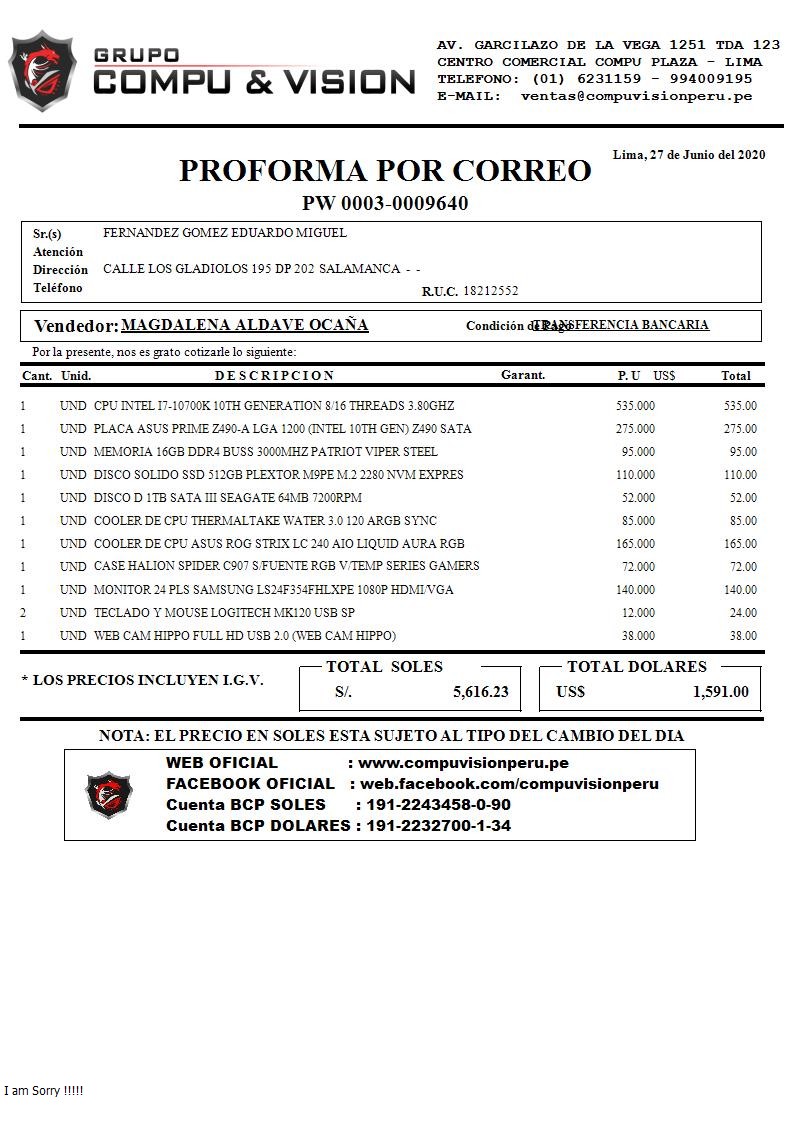 GRUPO
COMPU & VISION
AV. GARCILAZO DE LA VEGA 1251 TDA 123
CENTRO COMERCIAL COMPU PLAZA - LIMA
TELEFONO: (01) 6231159 - 994009195
E-MAIL: ventas@compuvisionperu.pe
Lima, 27 de Junio del 2020
PROFORMA POR CORREO
PW 0003-0009640
Sr.(s) FERNANDEZ GOMEZ EDUARDO MIGUEL
Atención
Dirección CALLE LOS GLADIOLOS 195 DP 202 SALAMANCA - -
Teléfono
R.U.C. 18212552
Vendedor: MAGDALENA ALDAVE OCAÑA Condición de Pago TRANSFERENCIA BANCARIA
Por la presente, nos es grato cotizarle lo siguiente:
Cant. Unid. DESCRIPCION Garant. P. U US$ Total
1 UND CPU INTEL I7-10700K 10TH GENERATION 8/16 THREADS 3.80GHZ 535.000 535.00
1 UND PLACA ASUS PRIME Z490-A LGA 1200 (INTEL 10TH GEN) Z490 SATA 275.000 275.00
1 UND MEMORIA 16GB DDR4 BUSS 3000MHZ PATRIOT VIPER STEEL 95.000 95.00
1 UND DISCO SOLIDO SSD 512GB PLEXTOR M9PE M.2 2280 NVM EXPRES 110.000 110.00
1 UND DISCO D 1TB SATA III SEAGATE 64MB 7200RPM 52.000 52.00
1 UND COOLER DE CPU THERMALTAKE WATER 3.0 120 ARGB SYNC 85.000 85.00
1 UND COOLER DE CPU ASUS ROG STRIX LC 240 AIO LIQUID AURA RGB 165.000 165.00
1 UND CASE HALION SPIDER C907 S/FUENTE RGB V/TEMP SERIES GAMERS 72.000 72.00
1 UND MONITOR 24 PLS SAMSUNG LS24F354FHLXPE 1080P HDMI/VGA 140.000 140.00
2 UND TECLADO Y MOUSE LOGITECH MK120 USB SP 12.000 24.00
1 UND WEB CAM HIPPO FULL HD USB 2.0 (WEB CAM HIPPO) 38.000 38.00
* LOS PRECIOS INCLUYEN I.G.V.
TOTAL SOLES
S/. 5,616.23
TOTAL DOLARES
US$ 1,591.00
NOTA: EL PRECIO EN SOLES ESTA SUJETO AL TIPO DEL CAMBIO DEL DIA
WEB OFICIAL : www.compuvisionperu.pe
FACEBOOK OFICIAL : web.facebook.com/compuvisionperu
Cuenta BCP SOLES : 191-2243458-0-90
Cuenta BCP DOLARES : 191-2232700-1-34
I am Sorry !!!!!